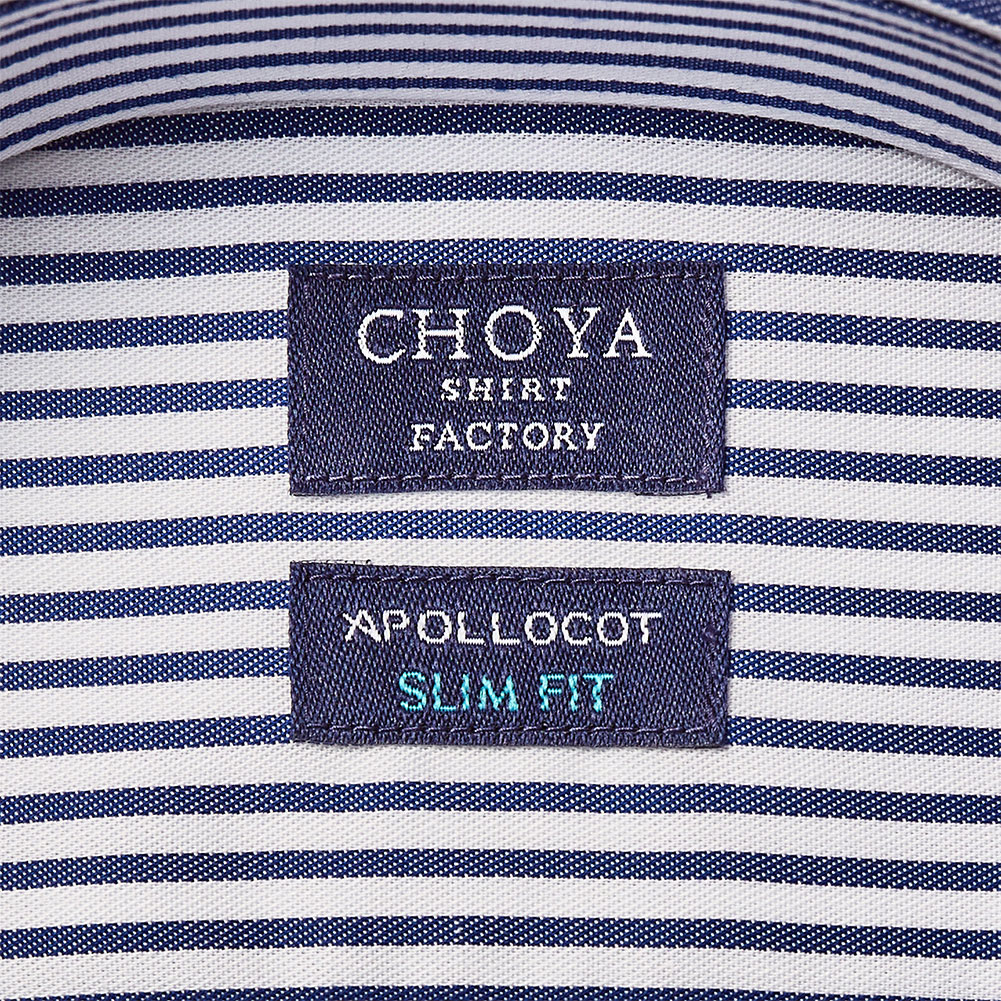 CHOYA
SHIRT
FACTORY
APOLLOCOT
SLIM FIT